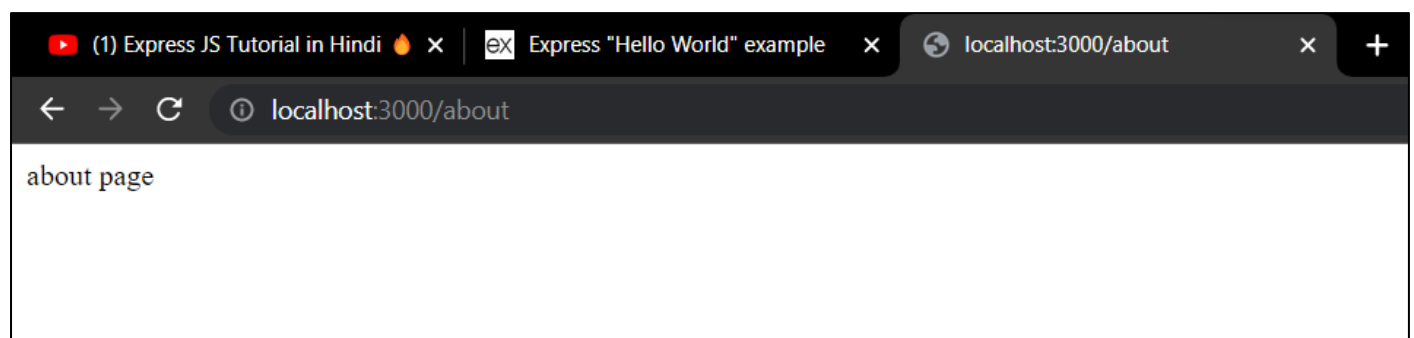 (1) Express JS Tutorial in Hindi 🔥
ex Express "Hello World" example
localhost:3000/about
localhost:3000/about
about page